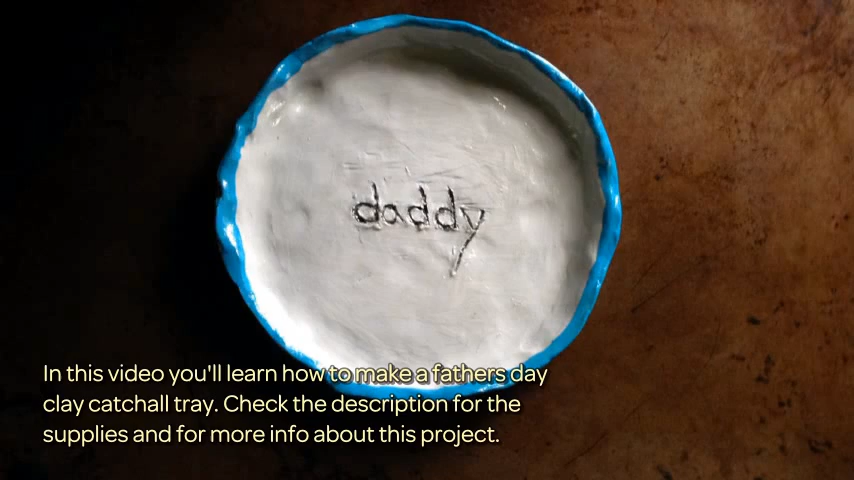 daddy
In this video you'll learn how to make a fathers day
clay catchall tray. Check the description for the
supplies and for more info about this project.